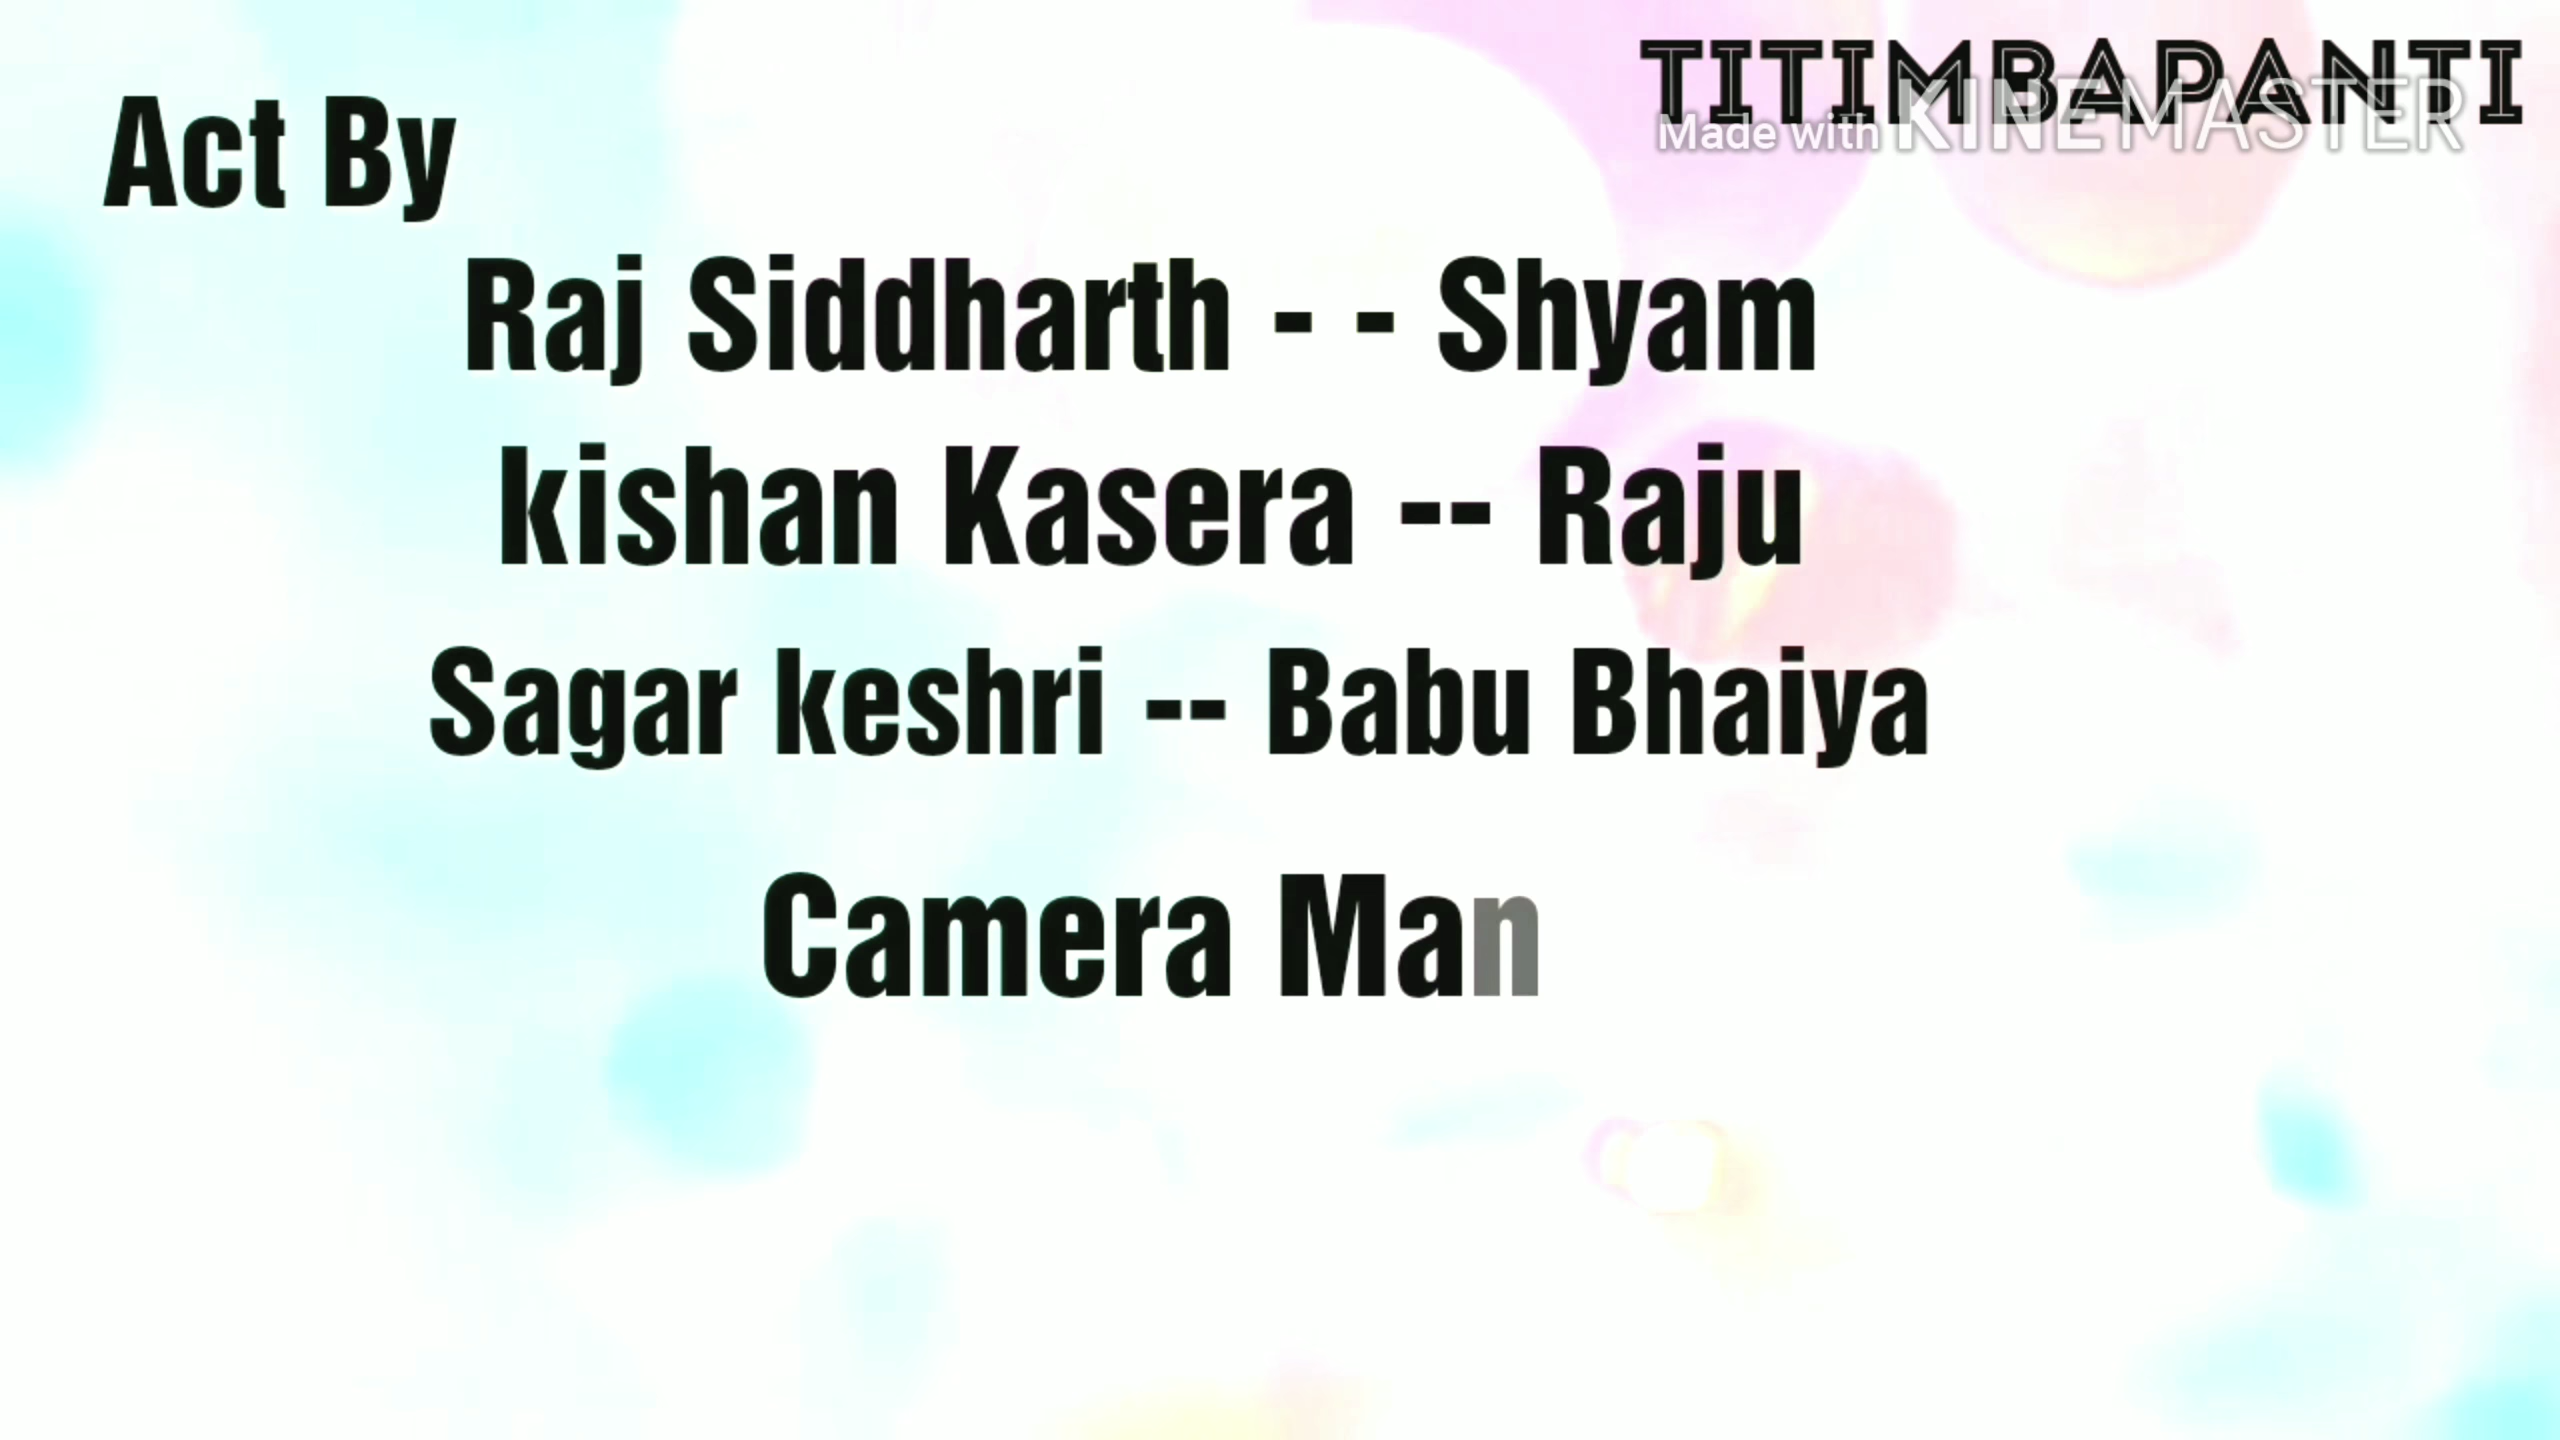 TITIMBAPANTI
Made with KINEMASTER
Act By
Raj Siddharth - - Shyam
kishan Kasera -- Raju
Sagar keshri -- Babu Bhaiya
Camera Man